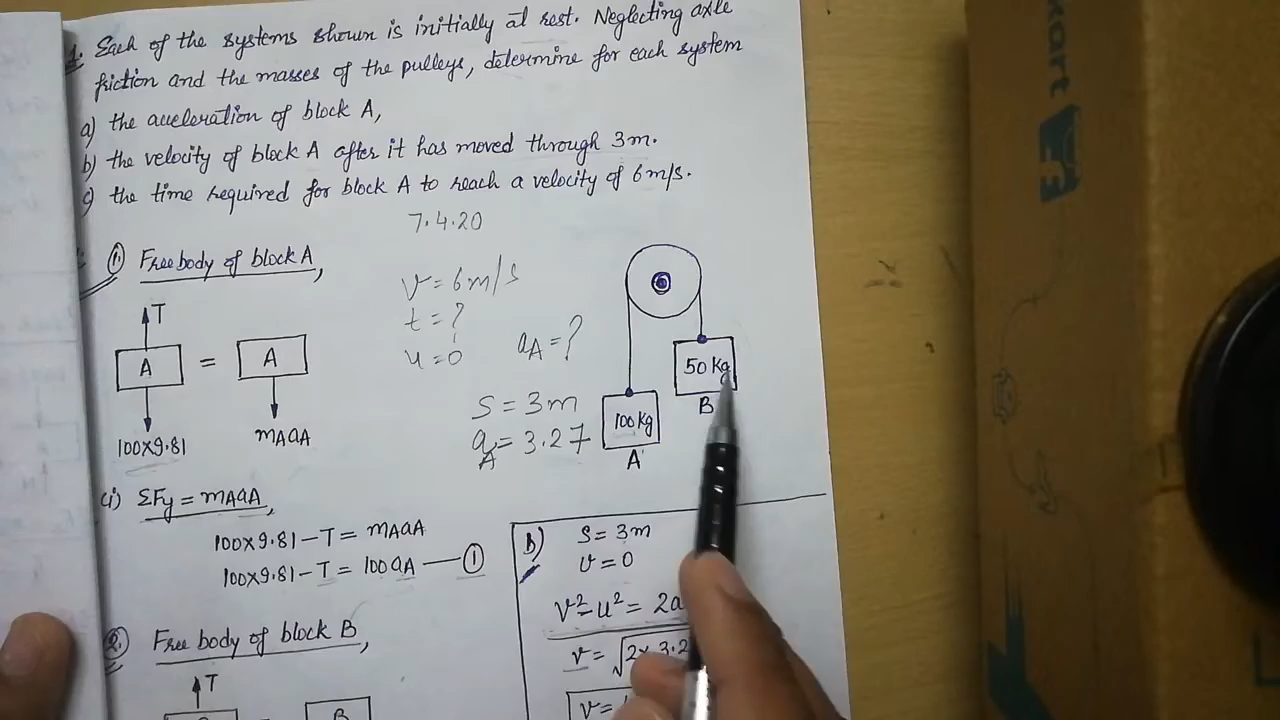 1. Each of the systems shown is initially at rest. Neglecting axle
friction and the masses of the pulleys, determine for each system
a) the acceleration of block A,
b) the velocity of block A after it has moved through 3m.
c) the time required for block A to reach a velocity of 6m/s.
7.4.20
① Freebody of block A,
T
A = A
100×9.81
mAaA
v = 6m/s
t = ?
u = 0
aA = ?
S = 3m
aA = 3.27
50 Kg
B
100 Kg
A
(i) ΣFy = mAaA,
100×9.81 – T = mAaA
100×9.81 – T = 100aA — ①
② Free body of block B,
T
B
b) S = 3m
v = 0
V² – u² = 2a
v = √2× 3.2
v =
kart